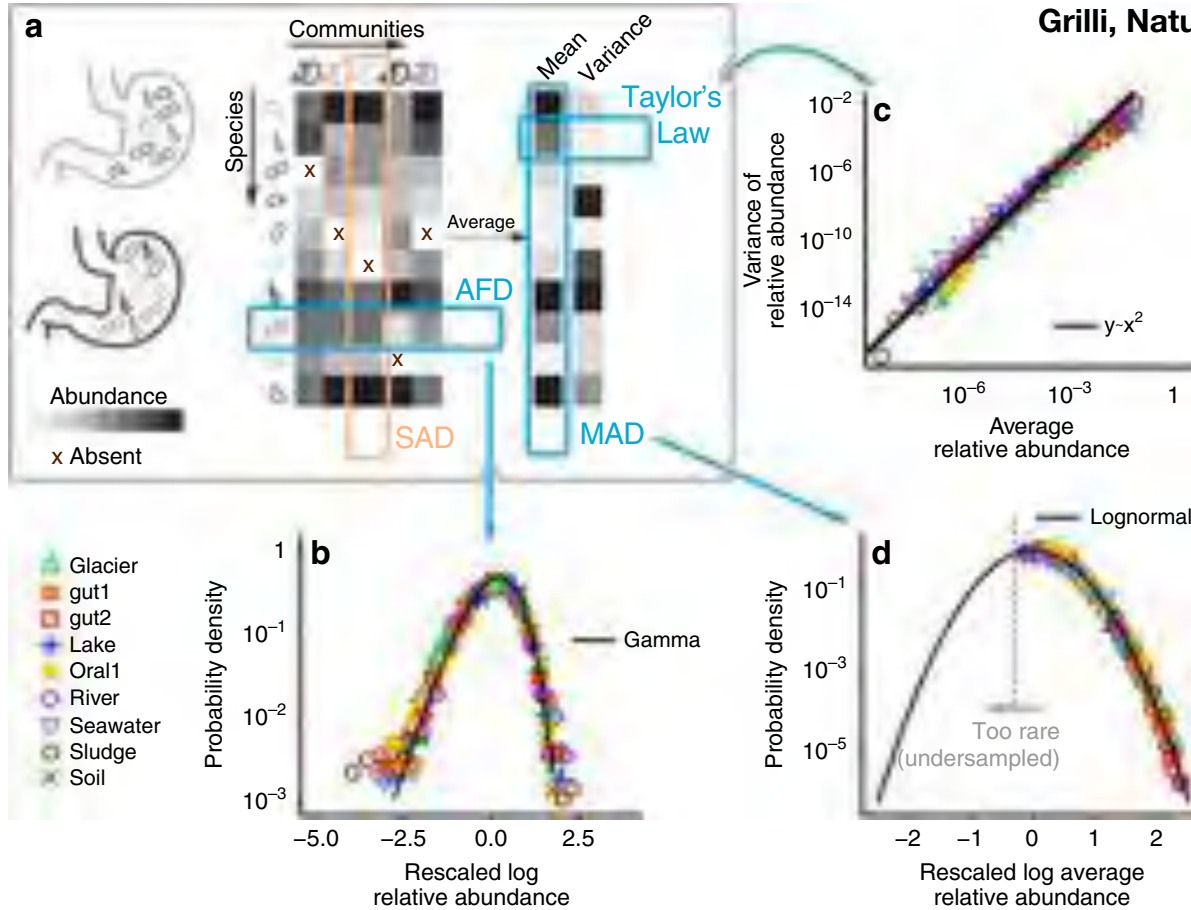 a
Communities
Species
x
x
x
x
x
Average
Mean
Variance
Taylor's
Law
AFD
SAD
MAD
Abundance
x Absent
Grilli, Natu
c
Variance of
relative abundance
10⁻²
10⁻⁶
10⁻¹⁰
10⁻¹⁴
y~x²
10⁻⁶
10⁻³
1
Average
relative abundance
Glacier
gut1
gut2
Lake
Oral1
River
Seawater
Sludge
Soil
b
Probability density
1
10⁻¹
10⁻²
10⁻³
Gamma
−5.0
−2.5
0.0
2.5
Rescaled log
relative abundance
d
Probability density
10⁻¹
10⁻³
10⁻⁵
Lognormal
Too rare
(undersampled)
−2
−1
0
1
2
Rescaled log average
relative abundance